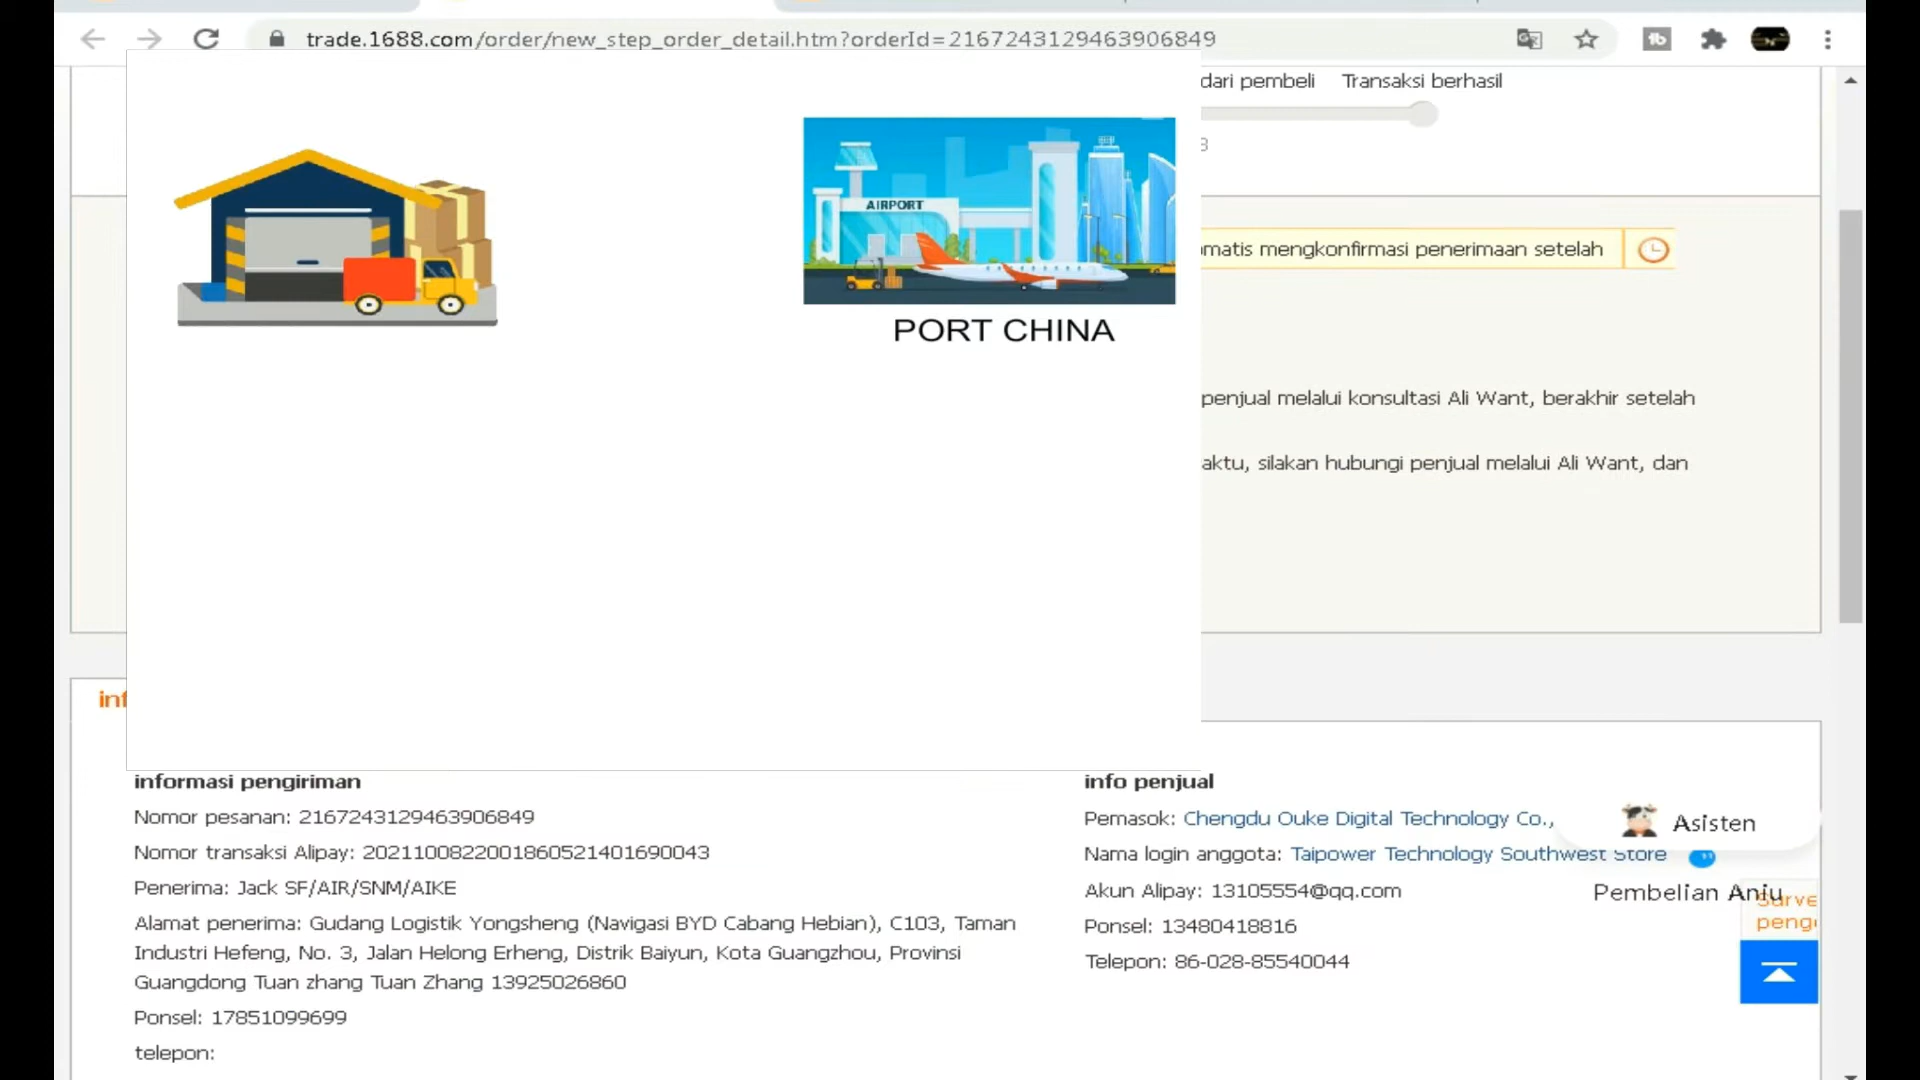 trade.1688.com/order/new_step_order_detail.htm?orderId=2167243129463906849
dari pembeli Transaksi berhasil
AIRPORT
PORT CHINA
matis mengkonfirmasi penerimaan setelah
penjual melalui konsultasi Ali Want, berakhir setelah
aktu, silakan hubungi penjual melalui Ali Want, dan
inf
informasi pengiriman
Nomor pesanan: 2167243129463906849
Nomor transaksi Alipay: 2021100822001860521401690043
Penerima: Jack SF/AIR/SNM/AIKE
Alamat penerima: Gudang Logistik Yongsheng (Navigasi BYD Cabang Hebian), C103, Taman
Industri Hefeng, No. 3, Jalan Helong Erheng, Distrik Baiyun, Kota Guangzhou, Provinsi
Guangdong Tuan zhang Tuan Zhang 13925026860
Ponsel: 17851099699
telepon:
info penjual
Pemasok: Chengdu Ouke Digital Technology Co.,
Nama login anggota: Taipower Technology Southwest Store
Akun Alipay: 13105554@qq.com
Ponsel: 13480418816
Telepon: 86-028-85540044
Asisten
Pembelian Anju
Surve
peng